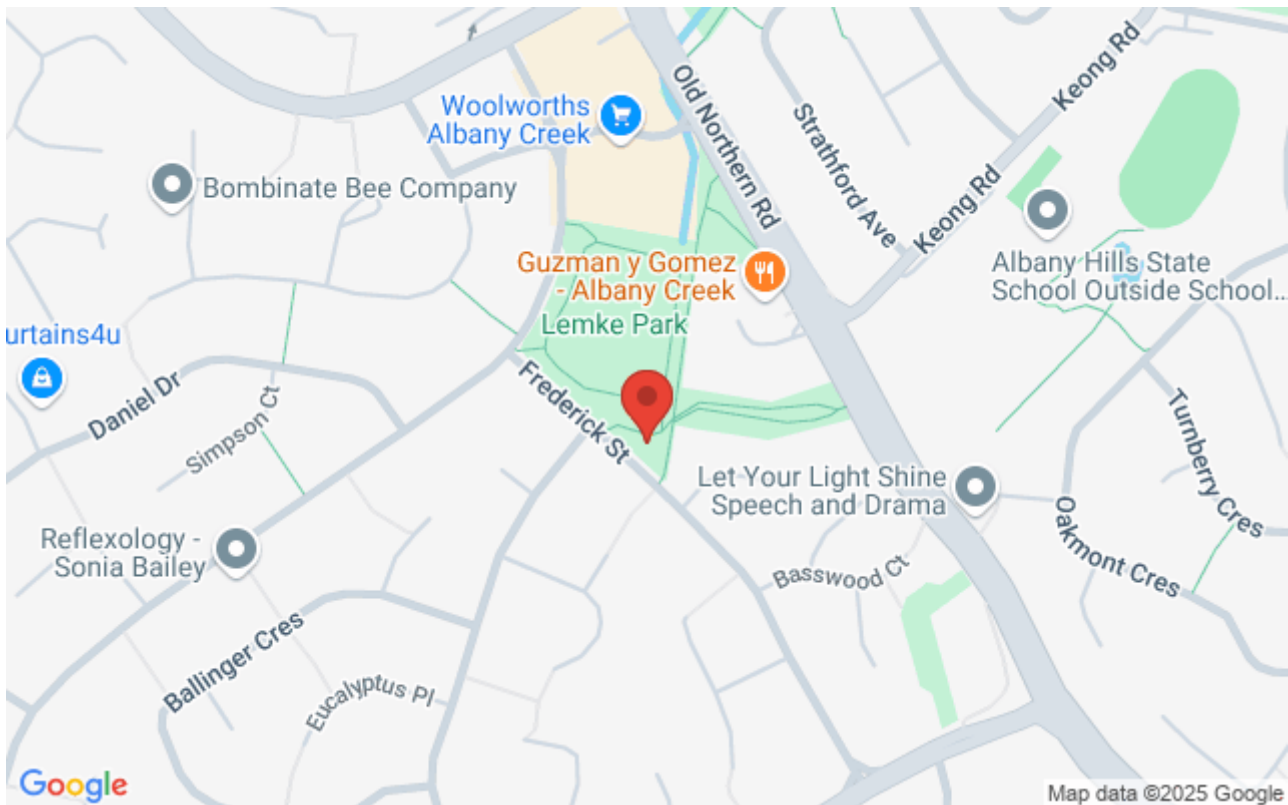 Keong Rd
Old Northern Rd
Woolworths
Albany Creek
Strathford Ave
Bombinate Bee Company
Keong Rd
Guzman y Gomez
- Albany Creek
Albany Hills State
School Outside School...
Lemke Park
urtains4u
Daniel Dr
Simpson Ct
Frederick St
Turnberry Cres
Let Your Light Shine
Speech and Drama
Oakmont Cres
Reflexology -
Sonia Bailey
Basswood Ct
Ballinger Cres
Eucalyptus Pl
Google
Map data ©2025 Google